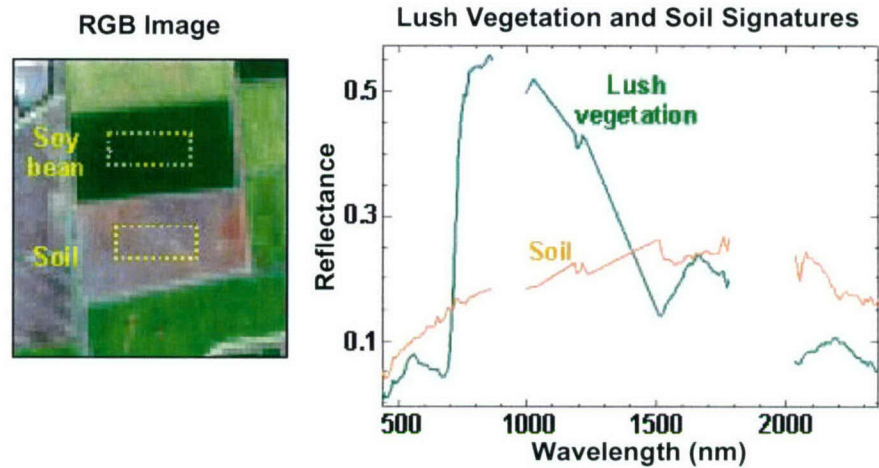 RGB Image
Soy
bean
Soil
Lush Vegetation and Soil Signatures
Reflectance
0.5
0.3
0.1
Lush
vegetation
Soil
500
1000
1500
2000
Wavelength (nm)